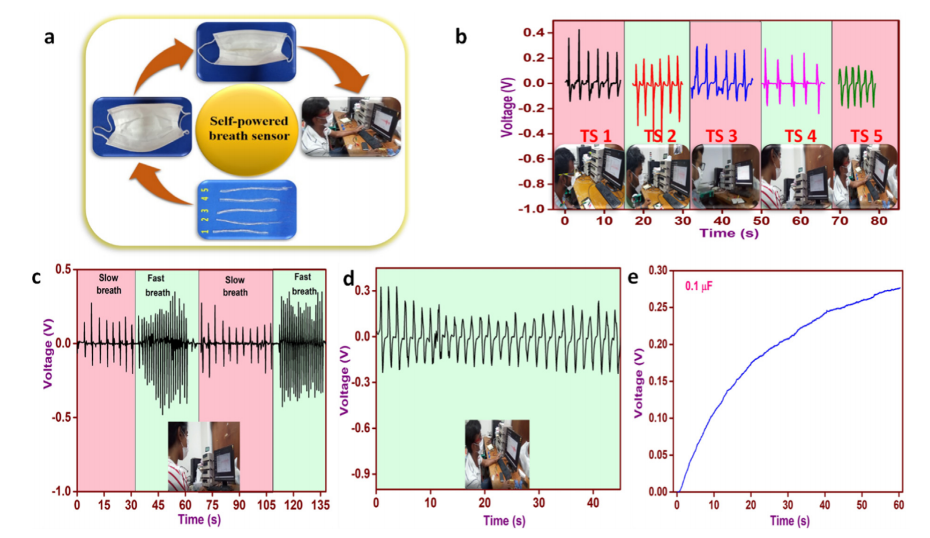 a
Self-powered
breath sensor
1 2 3 4 5
b
Voltage (V)
0.4
0.2
0.0
-0.2
-0.4
-0.6
-0.8
-1.0
TS 1
TS 2
TS 3
TS 4
TS 5
0 10 20 30 40 50 60 70 80
Time (s)
c
Voltage (V)
0.5
0.0
-0.5
-1.0
Slow
breath
Fast
breath
Slow
breath
Fast
breath
0 15 30 45 60 75 90 105 120 135
Time (s)
d
Voltage (V)
0.3
0.0
-0.3
-0.6
-0.9
0 10 20 30 40
Time (s)
e
Voltage (V)
0.30
0.25
0.20
0.15
0.10
0.05
0.00
0.1 μF
0 10 20 30 40 50 60
Time (s)